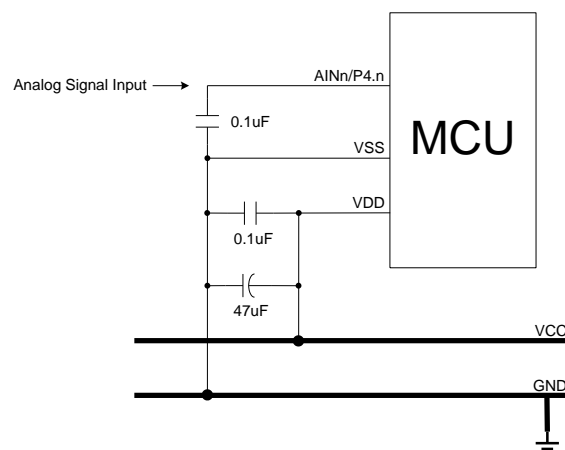 AINn/P4.n
Analog Signal Input
0.1uF
MCU
VSS
VDD
0.1uF
47uF
VCC
GND